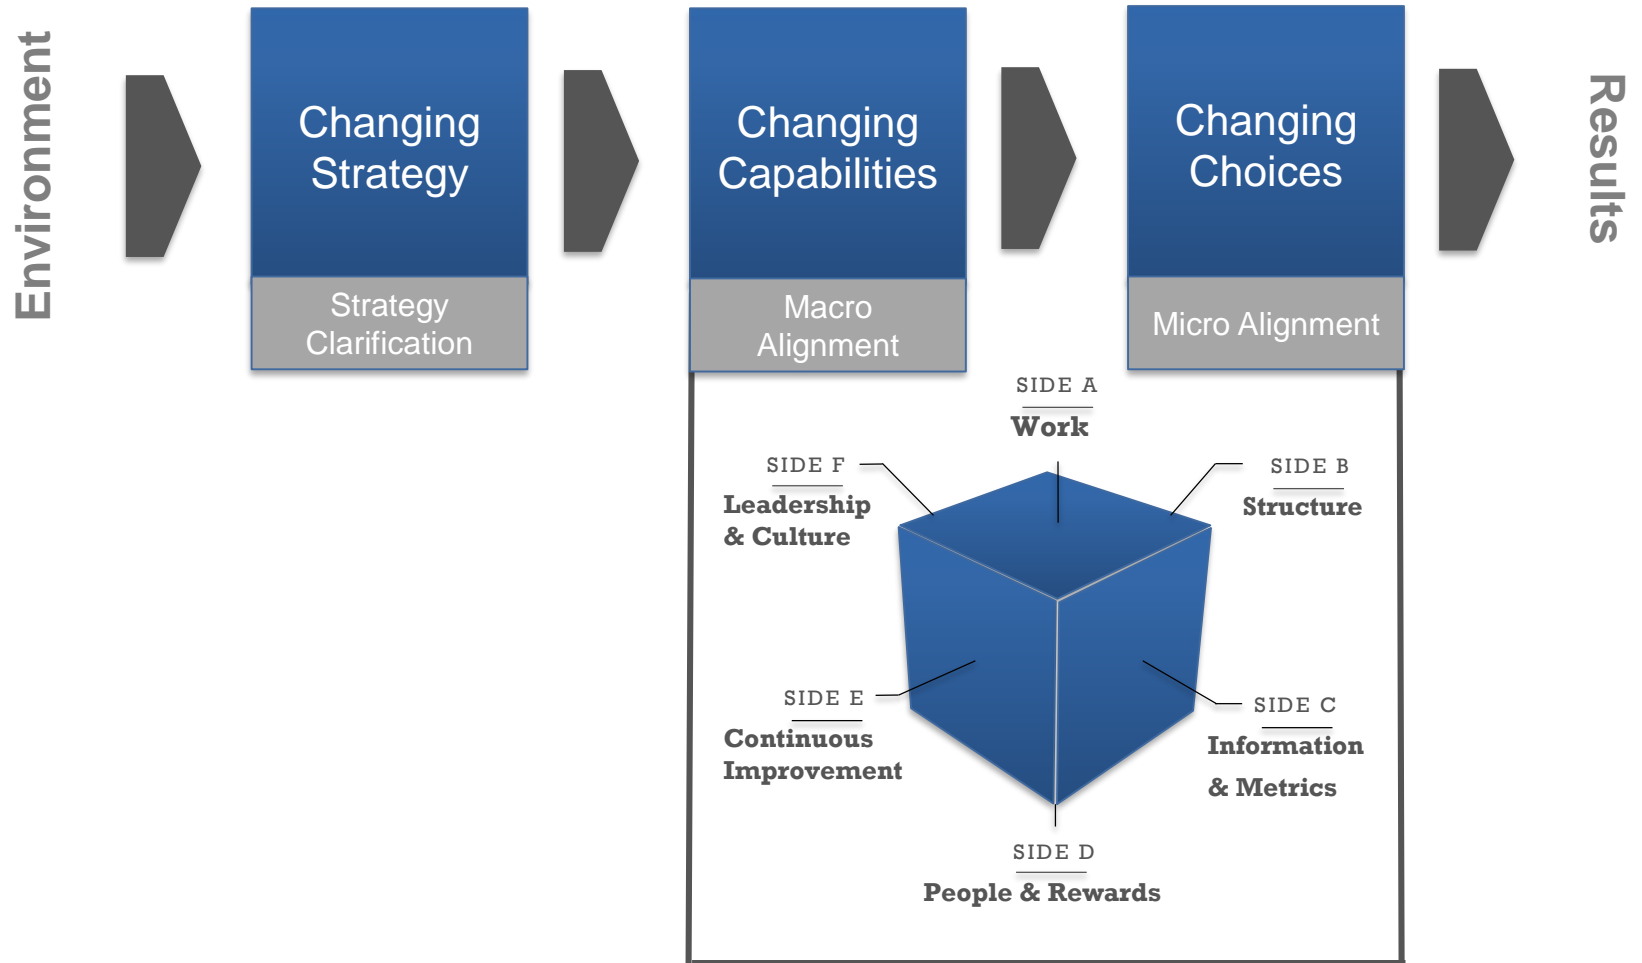 Environment
Changing
Strategy
Strategy
Clarification
Changing
Capabilities
Macro
Alignment
Changing
Choices
Micro Alignment
Results
SIDE A
Work
SIDE F
Leadership
& Culture
SIDE B
Structure
SIDE E
Continuous
Improvement
SIDE C
Information
& Metrics
SIDE D
People & Rewards